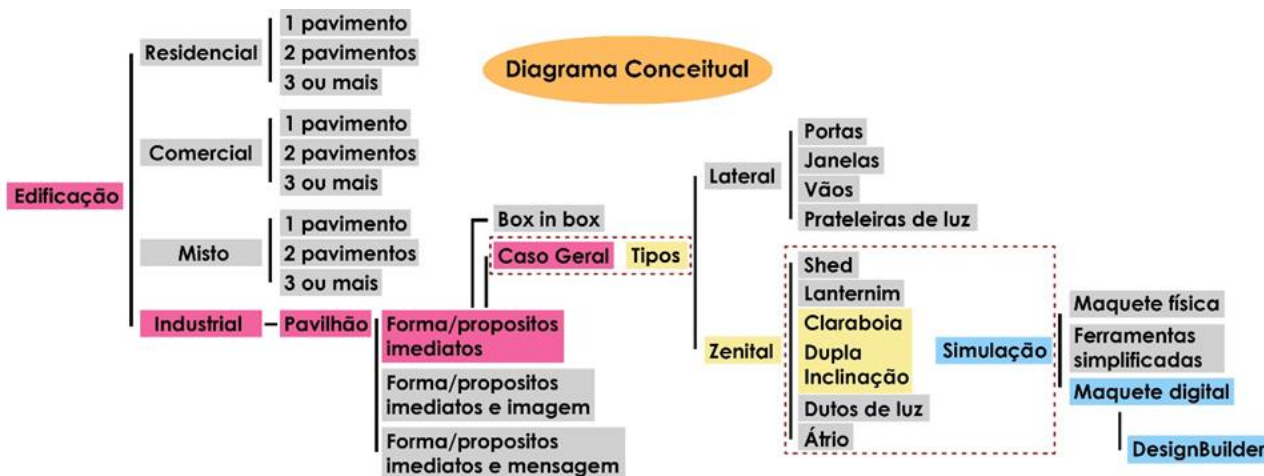 Diagrama Conceitual
Edificação
Residencial
1 pavimento
2 pavimentos
3 ou mais
Comercial
1 pavimento
2 pavimentos
3 ou mais
Misto
1 pavimento
2 pavimentos
3 ou mais
Industrial
Pavilhão
Forma/propositos
imediatos
Forma/propositos
imediatos e imagem
Forma/propositos
imediatos e mensagem
Box in box
Caso Geral
Tipos
Lateral
Portas
Janelas
Vãos
Prateleiras de luz
Zenital
Shed
Lanternim
Claraboia
Dupla
Inclinação
Dutos de luz
Átrio
Simulação
Maquete física
Ferramentas
simplificadas
Maquete digital
DesignBuilder